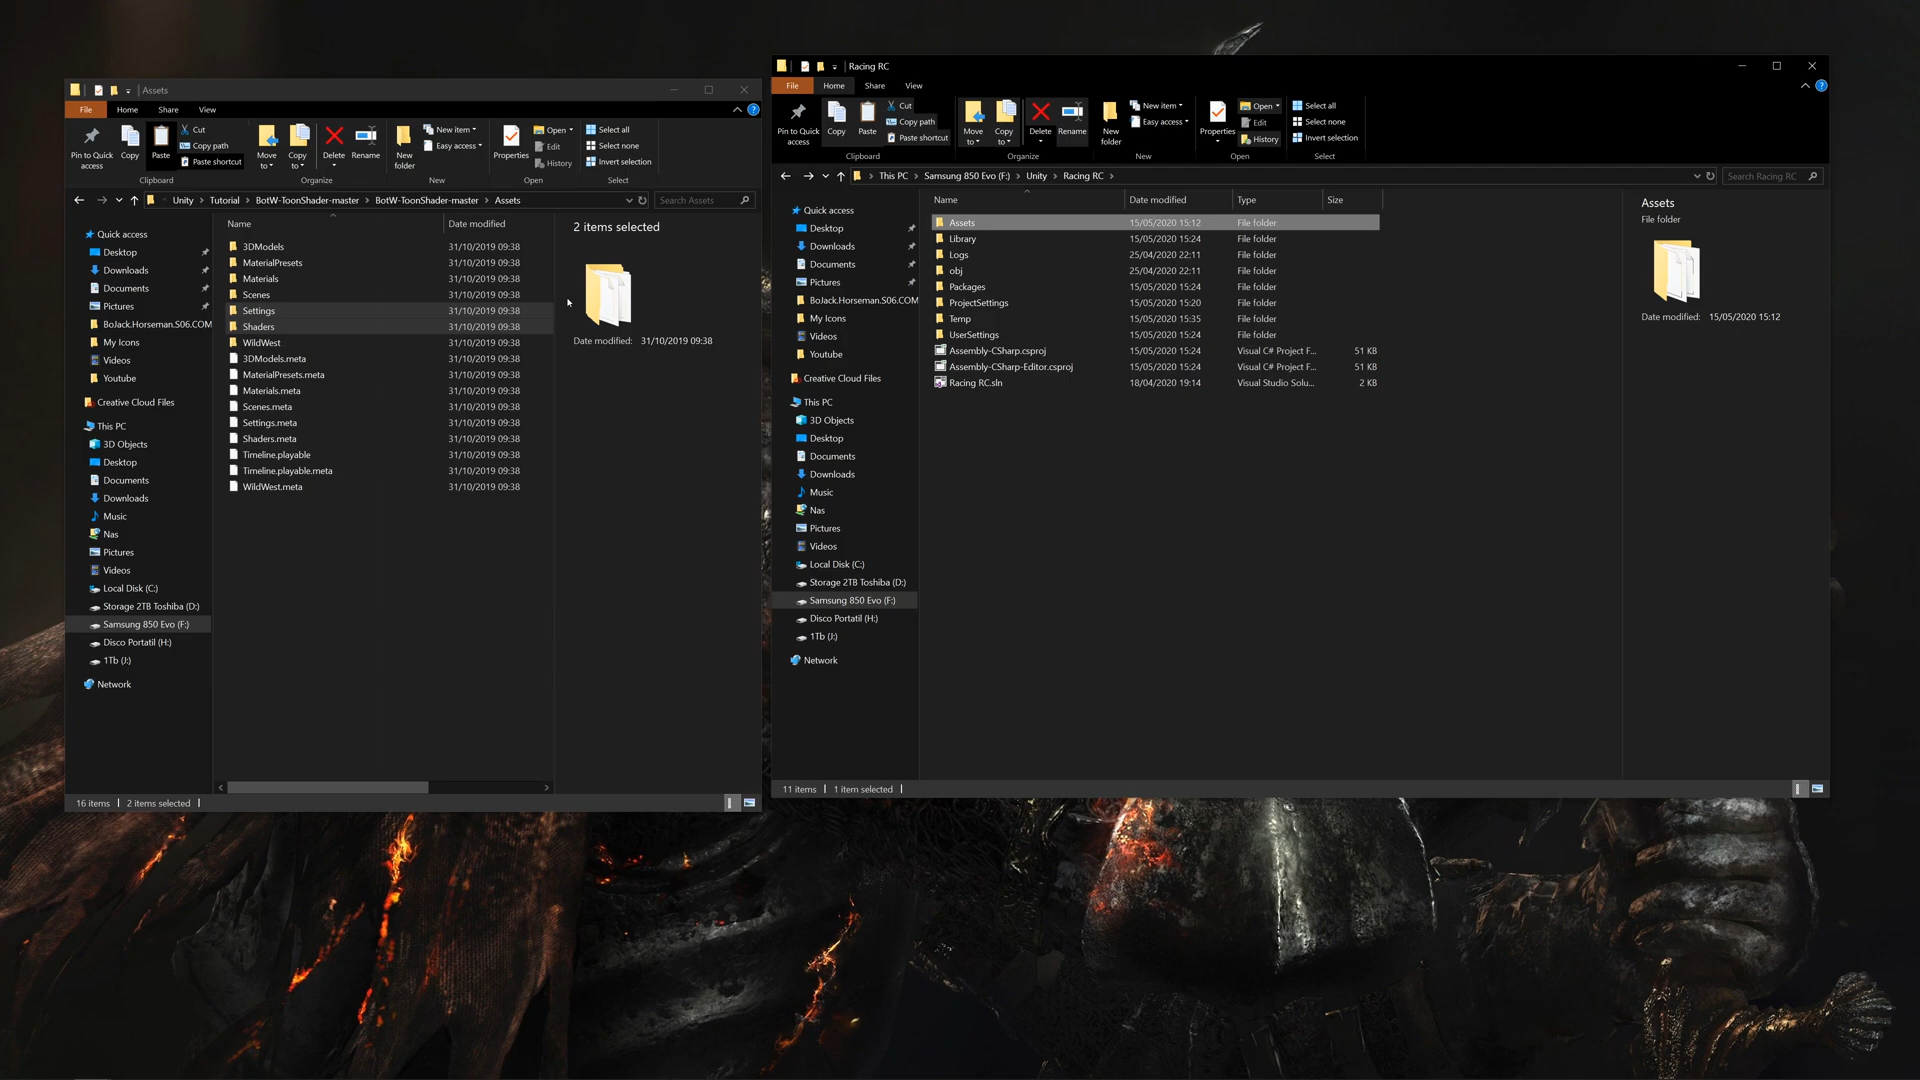 Assets
File Home Share View
Pin to Quick access
Copy
Paste
Cut
Copy path
Paste shortcut
Clipboard
Move to
Copy to
Delete
Rename
Organize
New folder
New item
Easy access
New
Properties
Open
Edit
History
Open
Select all
Select none
Invert selection
Select
Unity > Tutorial > BotW-ToonShader-master > BotW-ToonShader-master > Assets
Search Assets
Quick access
Desktop
Downloads
Documents
Pictures
BoJack.Horseman.S06.COM
My Icons
Videos
Youtube
Creative Cloud Files
This PC
3D Objects
Desktop
Documents
Downloads
Music
Nas
Pictures
Videos
Local Disk (C:)
Storage 2TB Toshiba (D:)
Samsung 850 Evo (F:)
Disco Portatil (H:)
1Tb (J:)
Network
Name Date modified
3DModels 31/10/2019 09:38
MaterialPresets 31/10/2019 09:38
Materials 31/10/2019 09:38
Scenes 31/10/2019 09:38
Settings 31/10/2019 09:38
Shaders 31/10/2019 09:38
WildWest 31/10/2019 09:38
3DModels.meta 31/10/2019 09:38
MaterialPresets.meta 31/10/2019 09:38
Materials.meta 31/10/2019 09:38
Scenes.meta 31/10/2019 09:38
Settings.meta 31/10/2019 09:38
Shaders.meta 31/10/2019 09:38
Timeline.playable 31/10/2019 09:38
Timeline.playable.meta 31/10/2019 09:38
WildWest.meta 31/10/2019 09:38
2 items selected
Date modified: 31/10/2019 09:38
16 items 2 items selected
Racing RC
File Home Share View
Pin to Quick access
Copy
Paste
Cut
Copy path
Paste shortcut
Clipboard
Move to
Copy to
Delete
Rename
Organize
New folder
New item
Easy access
New
Properties
Open
Edit
History
Open
Select all
Select none
Invert selection
Select
This PC > Samsung 850 Evo (F:) > Unity > Racing RC >
Search Racing RC
Quick access
Desktop
Downloads
Documents
Pictures
BoJack.Horseman.S06.COM
My Icons
Videos
Youtube
Creative Cloud Files
This PC
3D Objects
Desktop
Documents
Downloads
Music
Nas
Pictures
Videos
Local Disk (C:)
Storage 2TB Toshiba (D:)
Samsung 850 Evo (F:)
Disco Portatil (H:)
1Tb (J:)
Network
Name Date modified Type Size
Assets 15/05/2020 15:12 File folder
Library 15/05/2020 15:24 File folder
Logs 25/04/2020 22:11 File folder
obj 25/04/2020 22:11 File folder
Packages 15/05/2020 15:24 File folder
ProjectSettings 15/05/2020 15:20 File folder
Temp 15/05/2020 15:35 File folder
UserSettings 15/05/2020 15:24 File folder
Assembly-CSharp.csproj 15/05/2020 15:24 Visual C# Project F... 51 KB
Assembly-CSharp-Editor.csproj 15/05/2020 15:24 Visual C# Project F... 51 KB
Racing RC.sln 18/04/2020 19:14 Visual Studio Solu... 2 KB
Assets
File folder
Date modified: 15/05/2020 15:12
11 items 1 item selected